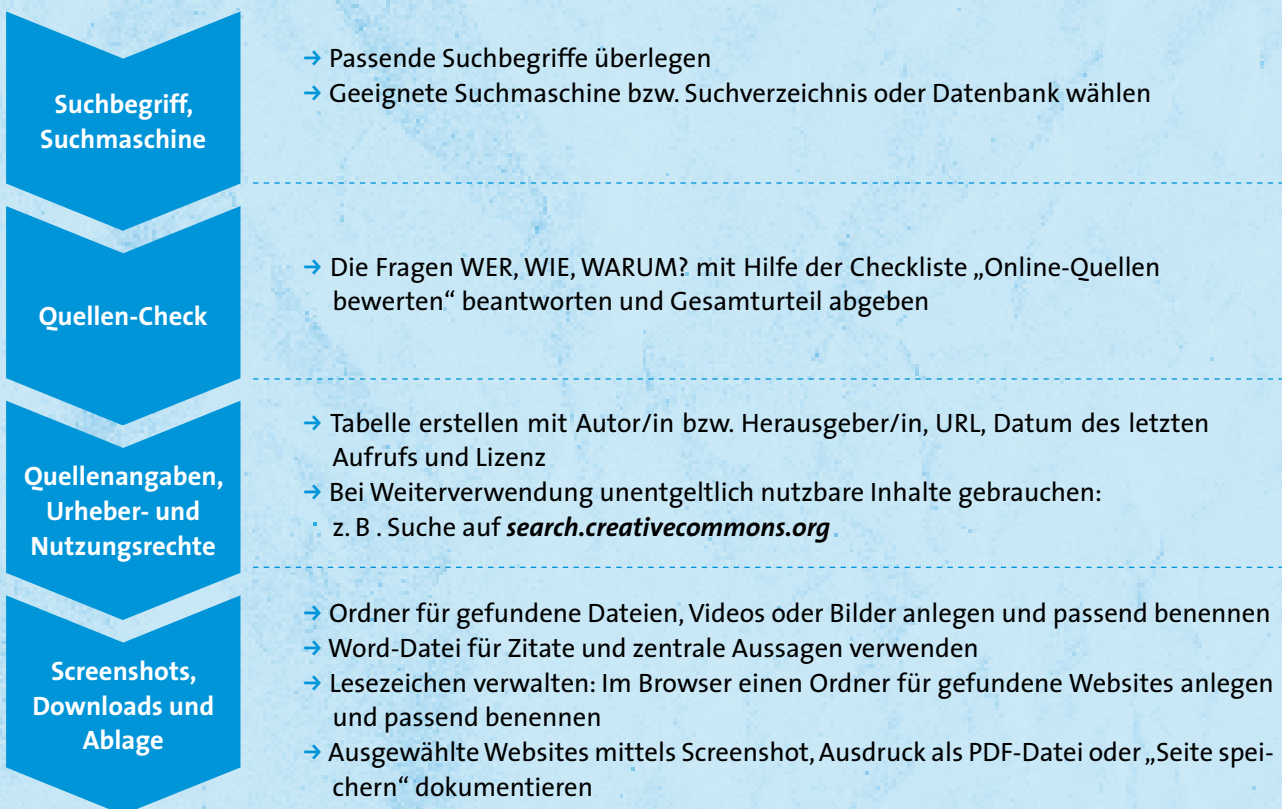 Suchbegriff,
Suchmaschine
→ Passende Suchbegriffe überlegen
→ Geeignete Suchmaschine bzw. Suchverzeichnis oder Datenbank wählen
Quellen-Check
→ Die Fragen WER, WIE, WARUM? mit Hilfe der Checkliste „Online-Quellen
bewerten“ beantworten und Gesamturteil abgeben
Quellenangaben,
Urheber- und
Nutzungsrechte
→ Tabelle erstellen mit Autor/in bzw. Herausgeber/in, URL, Datum des letzten
Aufrufs und Lizenz
→ Bei Weiterverwendung unentgeltlich nutzbare Inhalte gebrauchen:
z. B . Suche auf search.creativecommons.org
Screenshots,
Downloads und
Ablage
→ Ordner für gefundene Dateien, Videos oder Bilder anlegen und passend benennen
→ Word-Datei für Zitate und zentrale Aussagen verwenden
→ Lesezeichen verwalten: Im Browser einen Ordner für gefundene Websites anlegen
und passend benennen
→ Ausgewählte Websites mittels Screenshot, Ausdruck als PDF-Datei oder „Seite spei-
chern“ dokumentieren